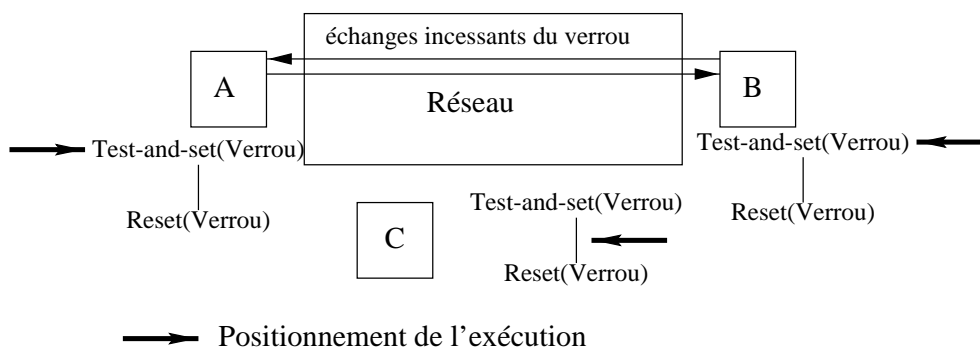 échanges incessants du verrou
A
B
Réseau
Test-and-set(Verrou)
Test-and-set(Verrou)
Reset(Verrou)
Reset(Verrou)
Test-and-set(Verrou)
C
Reset(Verrou)
Positionnement de l'exécution